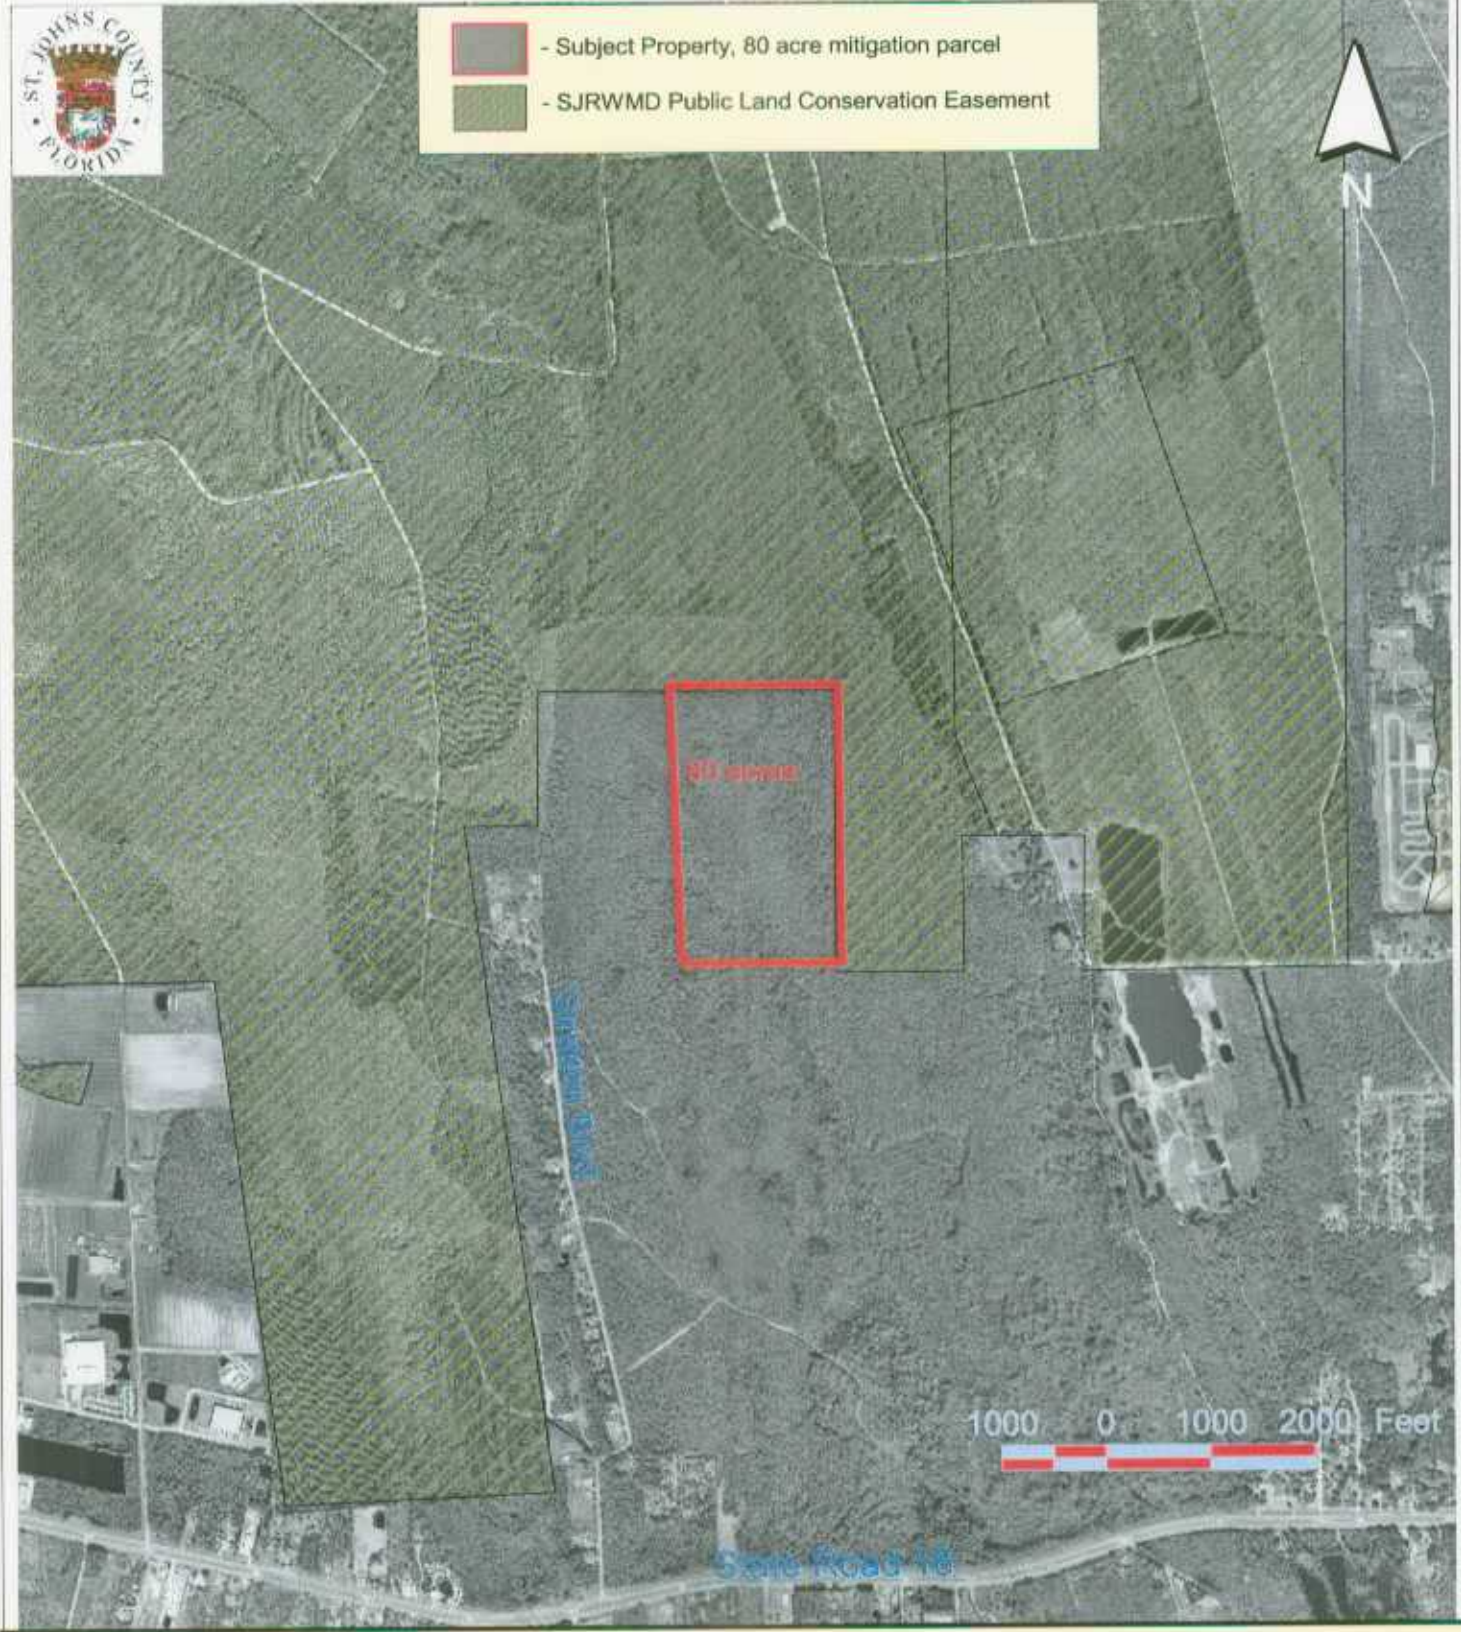 ST. JOHNS COUNTY
• FLORIDA •
- Subject Property, 80 acre mitigation parcel
- SJRWMD Public Land Conservation Easement
N
80 acres
1000 0 1000 2000 Feet
State Road 16